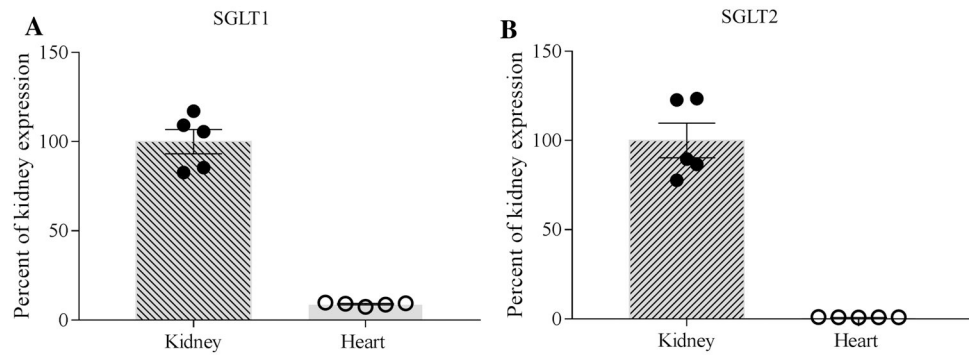 A
SGLT1
Percent of kidney expression
150
100
50
0
Kidney
Heart
B
SGLT2
Percent of kidney expression
150
100
50
0
Kidney
Heart